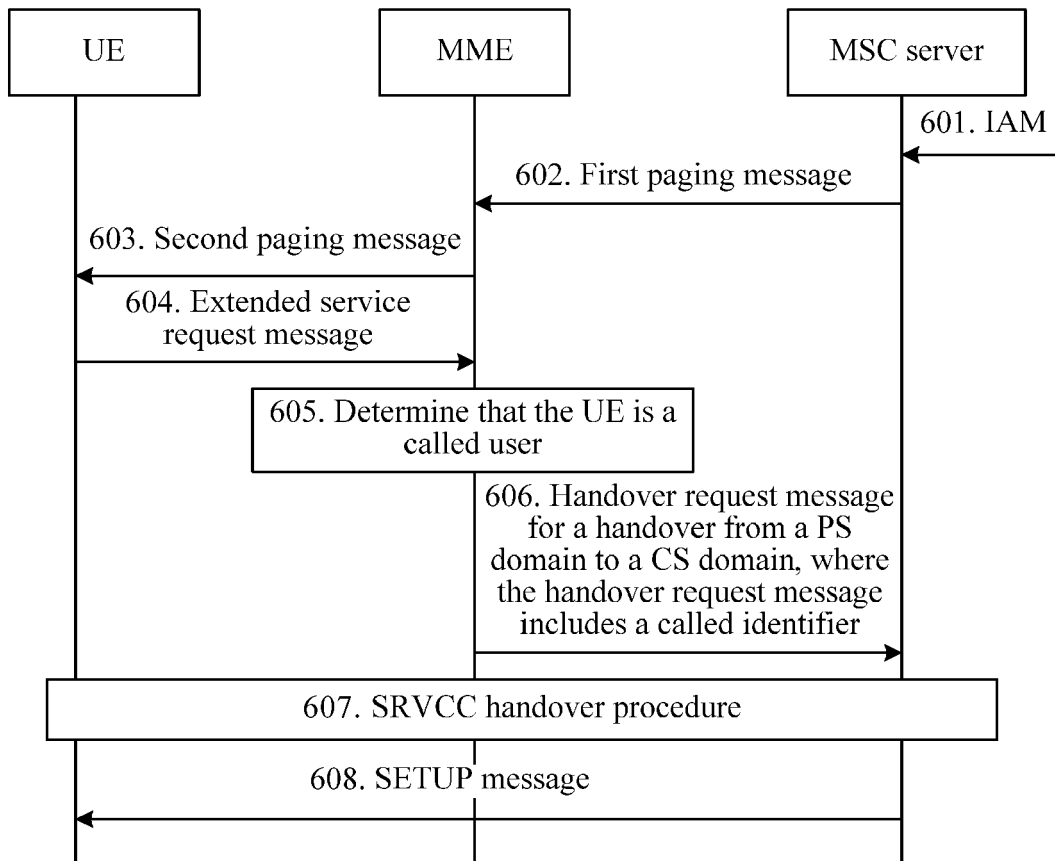 UE
MME
MSC server
601. IAM
602. First paging message
603. Second paging message
604. Extended service
request message
605. Determine that the UE is a
called user
606. Handover request message
for a handover from a PS
domain to a CS domain, where
the handover request message
includes a called identifier
607. SRVCC handover procedure
608. SETUP message